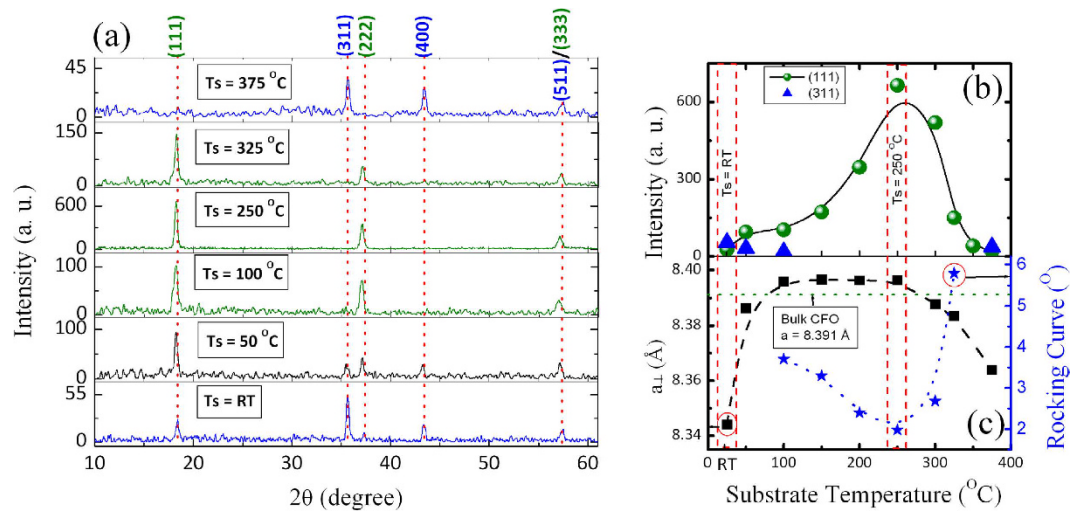 (a)
(111)
(311)
(222)
(400)
(511)/(333)
Ts = 375 °C
Ts = 325 °C
Ts = 250 °C
Ts = 100 °C
Ts = 50 °C
Ts = RT
45
0
150
0
600
0
100
0
100
0
55
0
Intensity (a. u.)
10 20 30 40 50 60
2θ (degree)
(111)
(311)
(b)
Ts = RT
Ts = 250 °C
600
300
0
Intensity (a. u.)
8.40
8.38
8.36
8.34
a⊥ (Å)
Bulk CFO
a = 8.391 Å
(c)
6
5
4
3
2
Rocking Curve (°)
0 RT 100 200 300 400
Substrate Temperature (°C)